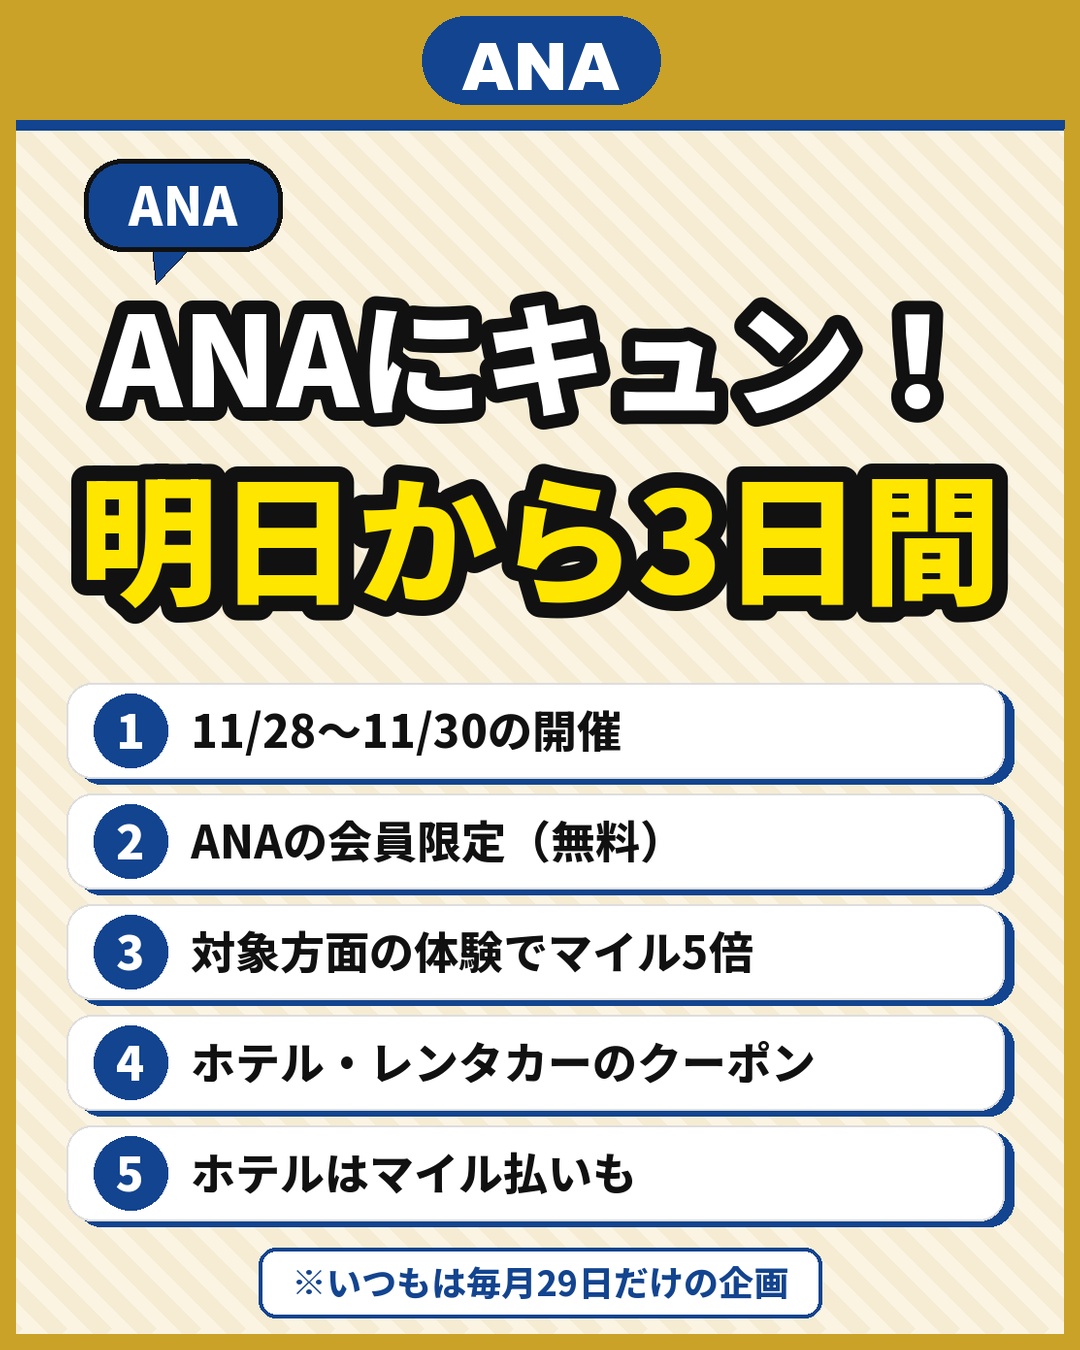 ANA
ANA
ANAにキュン！
明日から3日間
1 11/28～11/30の開催
2 ANAの会員限定（無料）
3 対象方面の体験でマイル5倍
4 ホテル・レンタカーのクーポン
5 ホテルはマイル払いも
※いつもは毎月29日だけの企画